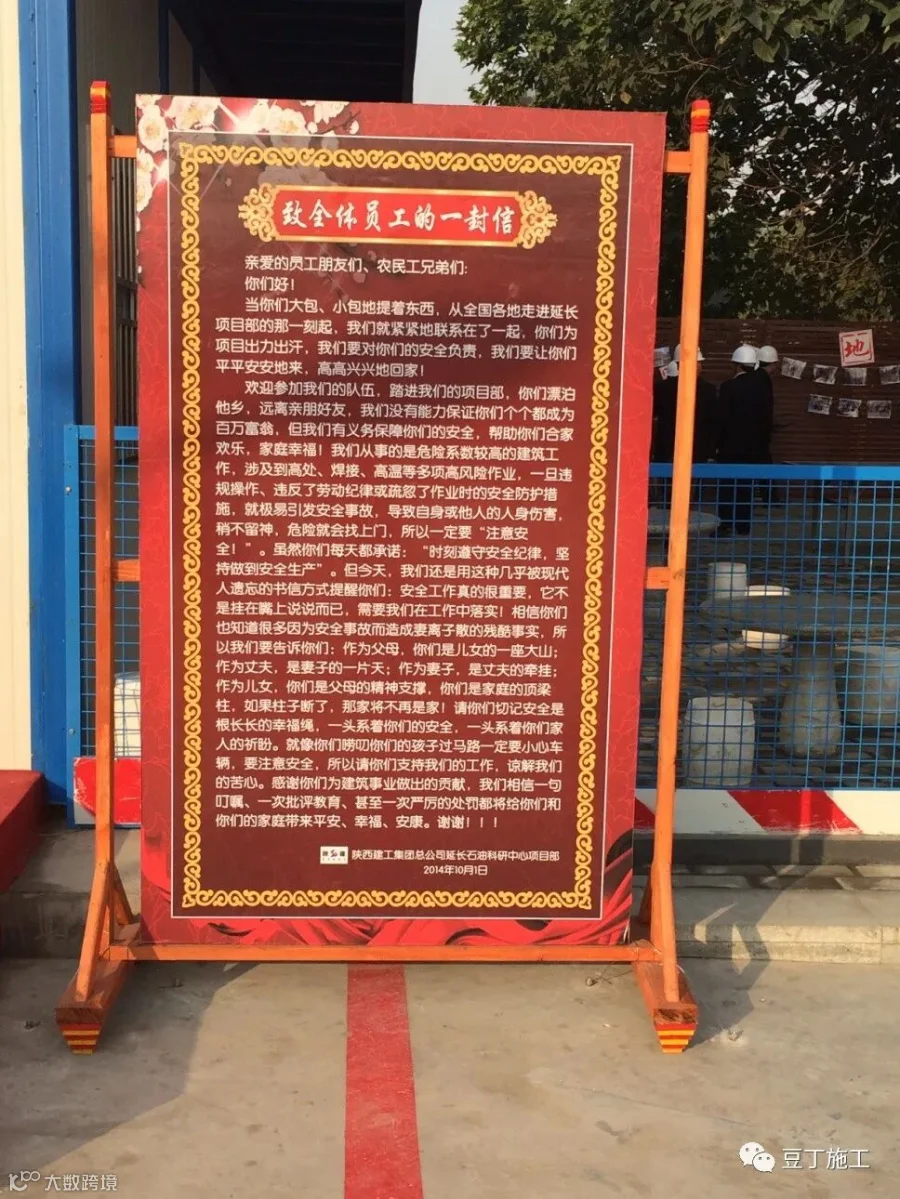 致全体员工的一封信
亲爱的员工朋友们、农民工兄弟们:
你们好!
当你们大包、小包地提着东西,从全国各地走进延长
项目部的那一刻起,我们就紧紧地联系在了一起,你们为
项目出力出汗,我们要对你们的安全负责,我们要让你们
平平安安地来,高高兴兴地回家!
欢迎参加我们的队伍,踏进我们的项目部,你们漂泊
他乡,远离亲朋好友,我们没有能力保证你们个个都成为
百万富翁,但我们有义务保障你们的安全,帮助你们合家
欢乐,家庭幸福!我们从事的是危险系数较高的建筑工
作,涉及到高处、焊接、高温等多项高风险作业,一旦违
规操作、违反了劳动纪律或疏忽了作业时的安全防护措
施,就极易引发安全事故,导致自身或他人的人身伤害,
稍不留神,危险就会找上门,所以一定要“注意安
全!”。虽然你们每天都承诺:“时刻遵守安全纪律,坚
持做到安全生产”。但今天,我们还是用这种几乎被现代
人遗忘的书信方式提醒你们:安全工作真的很重要,它不
是挂在嘴上说说而已,需要我们在工作中落实!相信你们
也知道很多因为安全事故而造成妻离子散的残酷事实,所
以我们要告诉你们:作为父母,你们是儿女的一座大山;
作为丈夫,是妻子的一片天;作为妻子,是丈夫的牵挂;
作为儿女,你们是父母的精神支撑,你们是家庭的顶梁
柱,如果柱子断了,那家将不再是家!请你们切记安全是
根长长的幸福绳,一头系着你们的安全,一头系着你们家
人的祈盼。就像你们唠叨你们的孩子过马路一定要小心车
辆,要注意安全,所以请你们支持我们的工作,谅解我们
的苦心。感谢你们为建筑事业做出的贡献,我们相信一句
叮嘱、一次批评教育、甚至一次严厉的处罚都将给你们和
你们的家庭带来平安、幸福、安康。谢谢!!!
陕西建工集团总公司延长石油科研中心项目部
2014年10月1日
地
豆丁施工
大数跨境